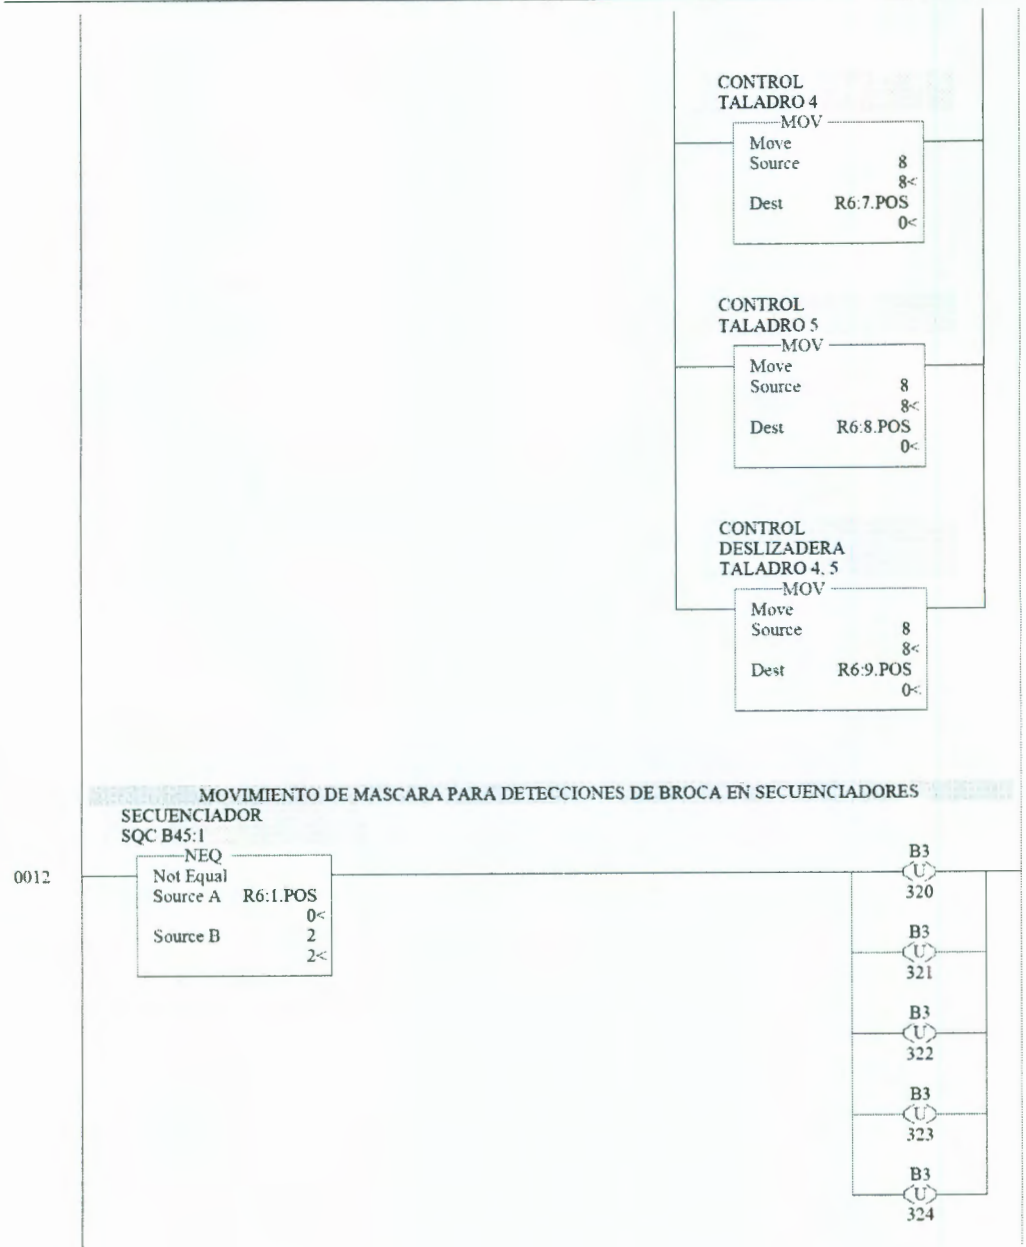 CONTROL
TALADRO 4
MOV
Move
Source 8
8<
Dest R6:7.POS
0<
CONTROL
TALADRO 5
MOV
Move
Source 8
8<
Dest R6:8.POS
0<
CONTROL
DESLIZADERA
TALADRO 4, 5
MOV
Move
Source 8
8<
Dest R6:9.POS
0<
MOVIMIENTO DE MASCARA PARA DETECCIONES DE BROCA EN SECUENCIADORES
SECUENCIADOR
SQC B45:1
NEQ
0012
Not Equal
Source A R6:1.POS
0<
Source B 2
2<
B3
U
320
B3
U
321
B3
U
322
B3
U
323
B3
U
324